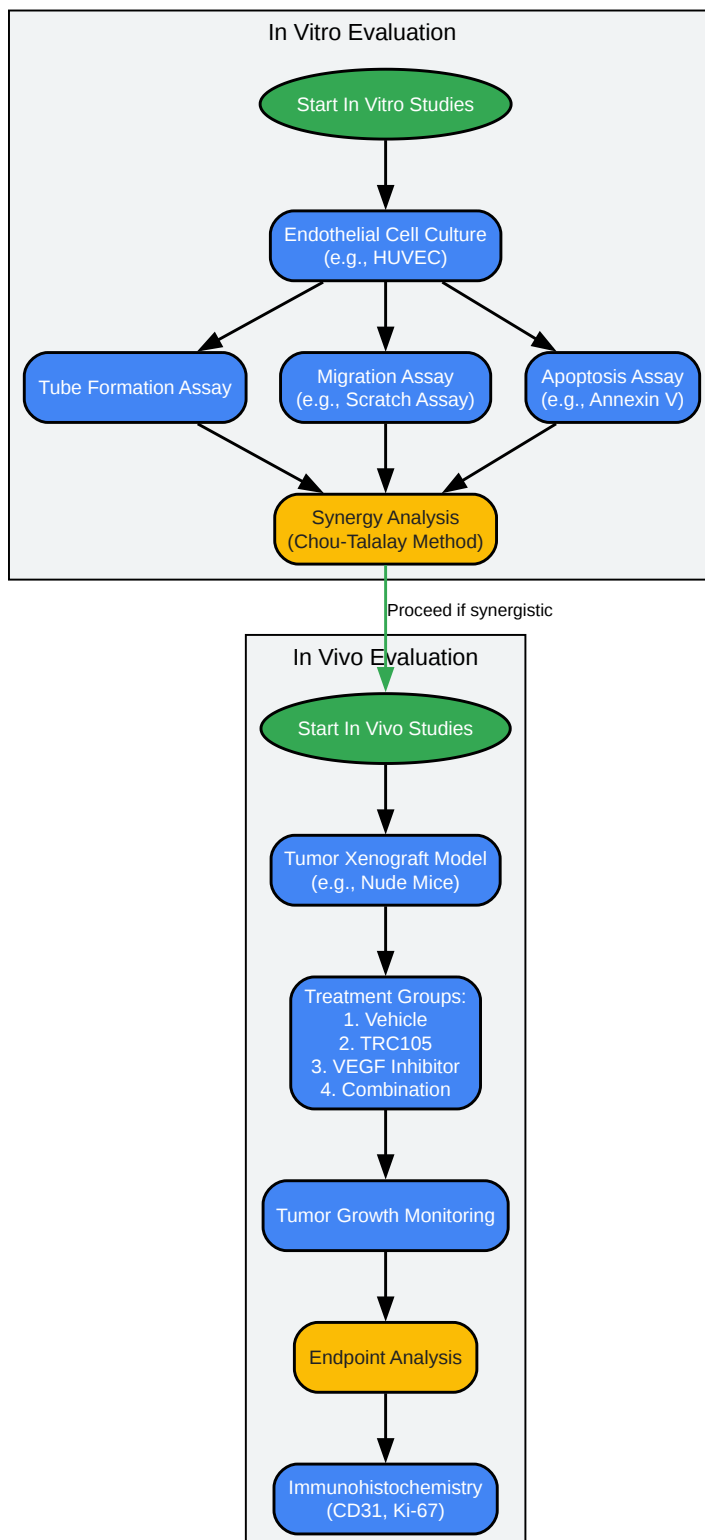 In Vitro Evaluation
Start In Vitro Studies
Endothelial Cell Culture
(e.g., HUVEC)
Tube Formation Assay
Migration Assay
(e.g., Scratch Assay)
Apoptosis Assay
(e.g., Annexin V)
Synergy Analysis
(Chou-Talalay Method)
Proceed if synergistic
In Vivo Evaluation
Start In Vivo Studies
Tumor Xenograft Model
(e.g., Nude Mice)
Treatment Groups:
1. Vehicle
2. TRC105
3. VEGF Inhibitor
4. Combination
Tumor Growth Monitoring
Endpoint Analysis
Immunohistochemistry
(CD31, Ki-67)